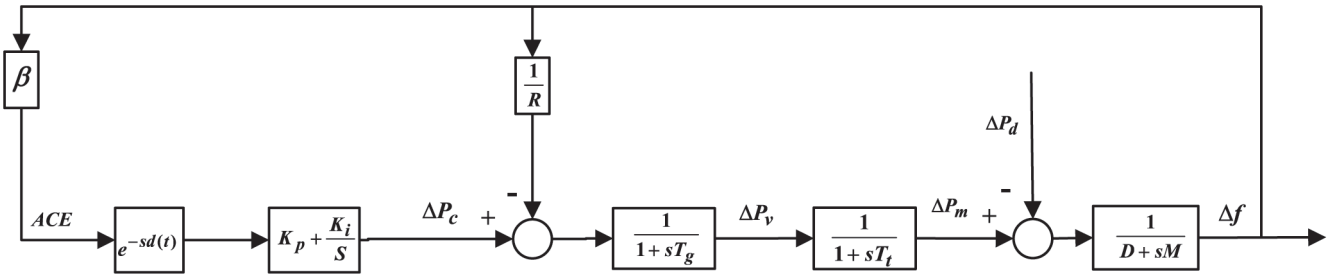 β
1/R
ΔP_d
ACE
e^{-sd(t)}
K_p + K_i/S
ΔP_c
+
-
1/(1+sT_g)
ΔP_v
1/(1+sT_t)
ΔP_m
+
-
1/(D+sM)
Δf